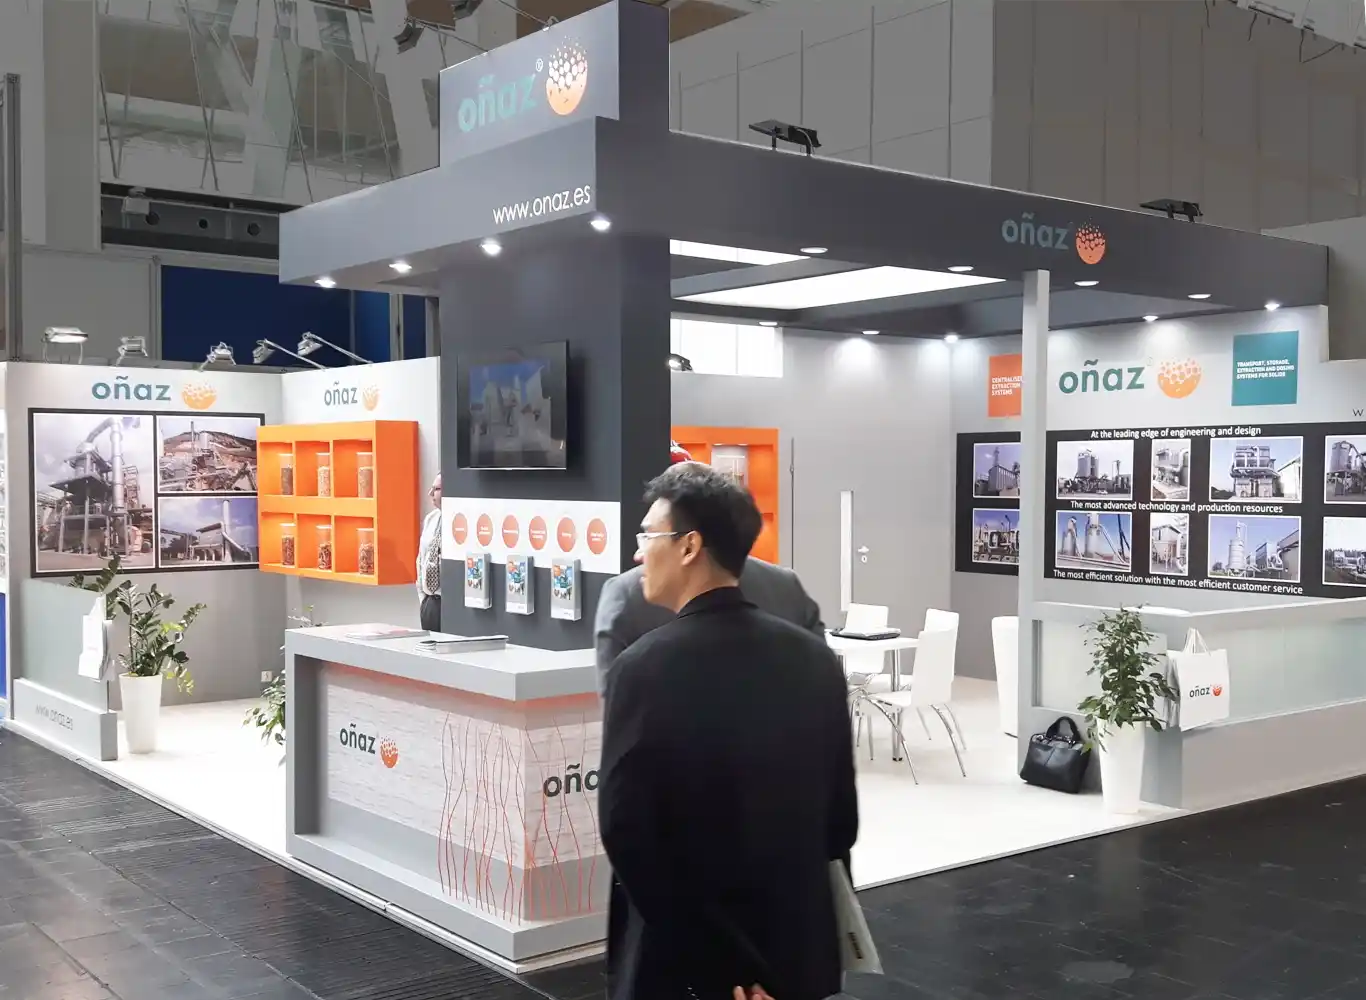 oñaz
www.onaz.es
oñaz
oñaz
oñaz
oñaz
CENTRALISED
EXTRACTION
SYSTEMS
TRANSPORT, STORAGE,
EXTRACTION AND DOSING
SYSTEMS FOR SOLIDS
At the leading edge of engineering and design
The most advanced technology and production resources
The most efficient solution with the most efficient customer service
www.oñaz.es
oñaz
oña
oñaz